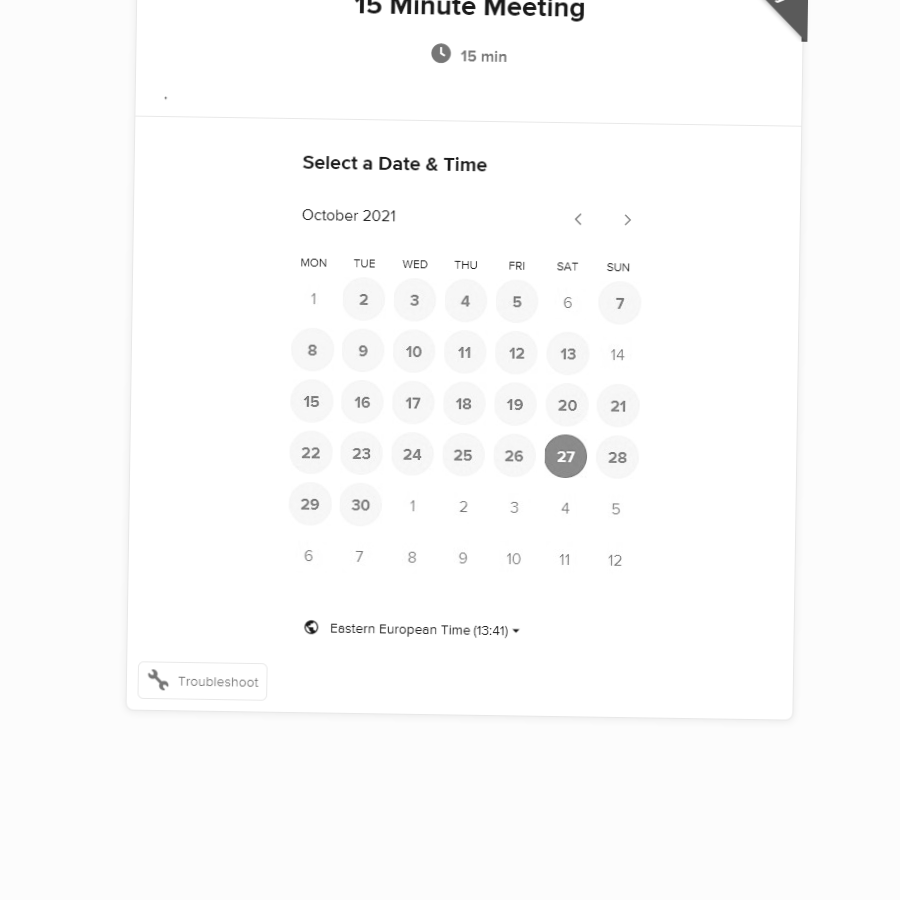 15 Minute Meeting
15 min
.
Select a Date & Time
October 2021
MON TUE WED THU FRI SAT SUN
1 2 3 4 5 6 7
8 9 10 11 12 13 14
15 16 17 18 19 20 21
22 23 24 25 26 27 28
29 30 1 2 3 4 5
6 7 8 9 10 11 12
Eastern European Time (13:41)
Troubleshoot